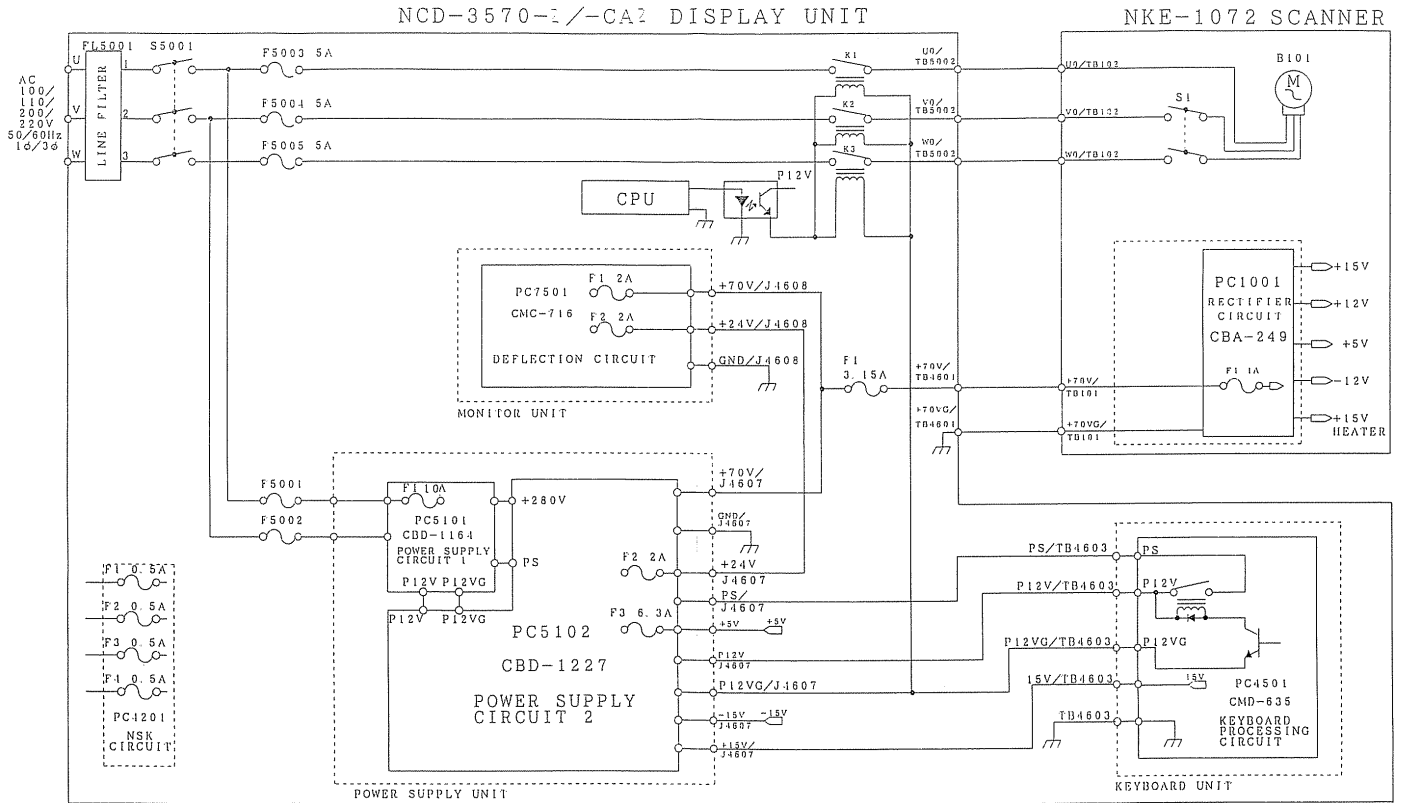 NCD-3570-2/-CA2 DISPLAY UNIT
NKE-1072 SCANNER
FL5001
S5001
U
V
W
AC
100/
110/
200/
220V
50/60Hz
1ϕ/3ϕ
LINE FILTER
1
2
3
F5003 5A
F5004 5A
F5005 5A
K1
K2
K3
U0/
TB5002
V0/
TB5002
W0/
TB5002
U0/TB102
V0/TB102
W0/TB102
S1
B101
M
CPU
P12V
F1 2A
PC7501
CMC-716
F2 2A
DEFLECTION CIRCUIT
MONITOR UNIT
+70V/J4608
+24V/J4608
GND/J4608
F1
3.15A
+70V/
TB4601
+70VG/
TB4601
+70V/
TB101
+70VG/
TB101
PC1001
RECTIFIER
CIRCUIT
CBA-249
F1 1A
+15V
+12V
+5V
-12V
+15V
HEATER
F5001
F5002
F1 10A
PC5101
CBD-1164
POWER SUPPLY
CIRCUIT 1
P12V P12VG
P12V P12VG
+280V
PS
F2 2A
F3 6.3A
PC5102
CBD-1227
POWER SUPPLY
CIRCUIT 2
POWER SUPPLY UNIT
+70V/
J4607
GND/
J4607
+24V
J4607
PS/
J4607
+5V
+5V
P12V
J4607
P12VG/J4607
-15V
J4607
-15V
+15V/
J4607
F1 0.5A
F2 0.5A
F3 0.5A
F4 0.5A
PC4201
NSK
CIRCUIT
PS/TB4603
P12V/TB4603
P12VG/TB4603
15V/TB4603
TB4603
PS
P12V
P12VG
15V
PC4501
CMD-635
KEYBOARD
PROCESSING
CIRCUIT
KEYBOARD UNIT